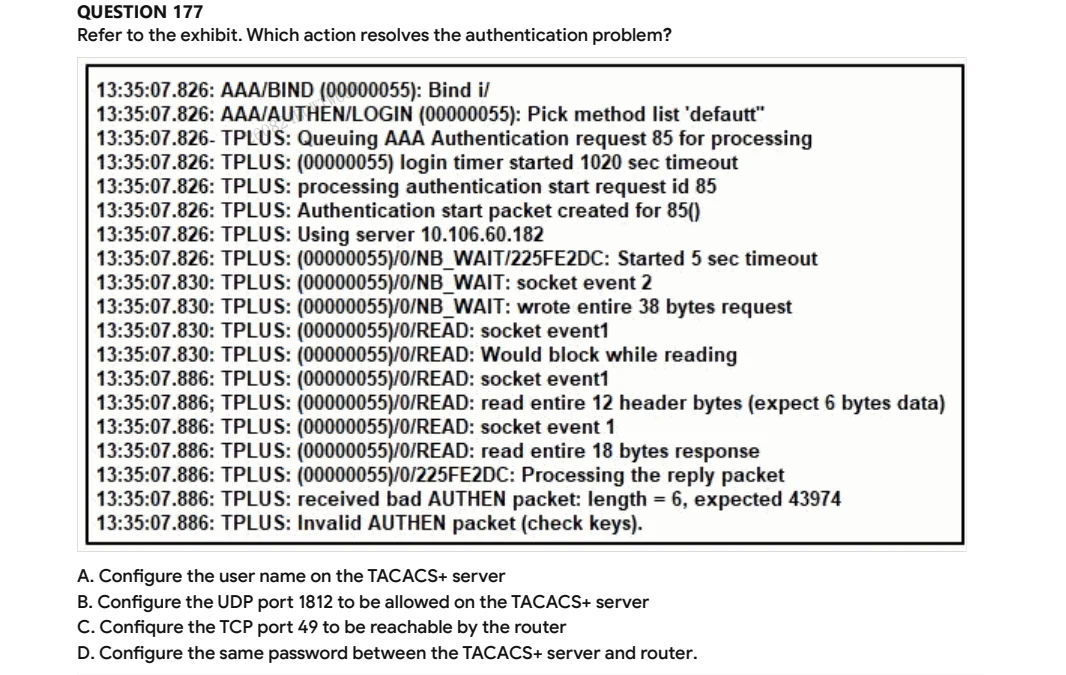 QUESTION 177
Refer to the exhibit. Which action resolves the authentication problem?
13:35:07.826: AAA/BIND (00000055): Bind i/
13:35:07.826: AAA/AUTHEN/LOGIN (00000055): Pick method list 'defautt"
13:35:07.826- TPLUS: Queuing AAA Authentication request 85 for processing
13:35:07.826: TPLUS: (00000055) login timer started 1020 sec timeout
13:35:07.826: TPLUS: processing authentication start request id 85
13:35:07.826: TPLUS: Authentication start packet created for 85()
13:35:07.826: TPLUS: Using server 10.106.60.182
13:35:07.826: TPLUS: (00000055)/0/NB_WAIT/225FE2DC: Started 5 sec timeout
13:35:07.830: TPLUS: (00000055)/0/NB_WAIT: socket event 2
13:35:07.830: TPLUS: (00000055)/0/NB_WAIT: wrote entire 38 bytes request
13:35:07.830: TPLUS: (00000055)/0/READ: socket event1
13:35:07.830: TPLUS: (00000055)/0/READ: Would block while reading
13:35:07.886: TPLUS: (00000055)/0/READ: socket event1
13:35:07.886; TPLUS: (00000055)/0/READ: read entire 12 header bytes (expect 6 bytes data)
13:35:07.886: TPLUS: (00000055)/0/READ: socket event 1
13:35:07.886: TPLUS: (00000055)/0/READ: read entire 18 bytes response
13:35:07.886: TPLUS: (00000055)/0/225FE2DC: Processing the reply packet
13:35:07.886: TPLUS: received bad AUTHEN packet: length = 6, expected 43974
13:35:07.886: TPLUS: Invalid AUTHEN packet (check keys).
A. Configure the user name on the TACACS+ server
B. Configure the UDP port 1812 to be allowed on the TACACS+ server
C. Confiqure the TCP port 49 to be reachable by the router
D. Configure the same password between the TACACS+ server and router.